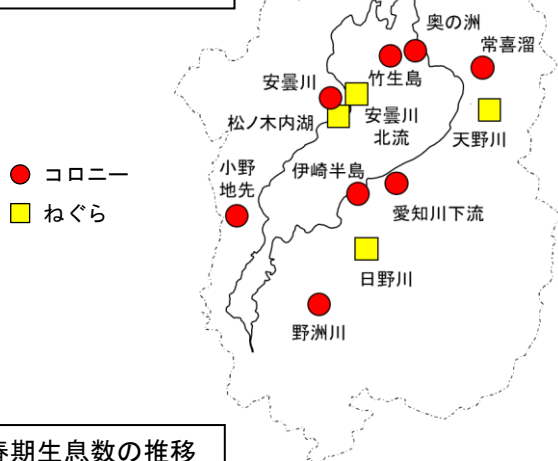 奥の洲
常喜溜
竹生島
安曇川
安曇川
北流
松ノ木内湖
天野川
コロニー
ねぐら
小野
地先
伊崎半島
愛知川下流
日野川
野洲川
春期生息数の推移